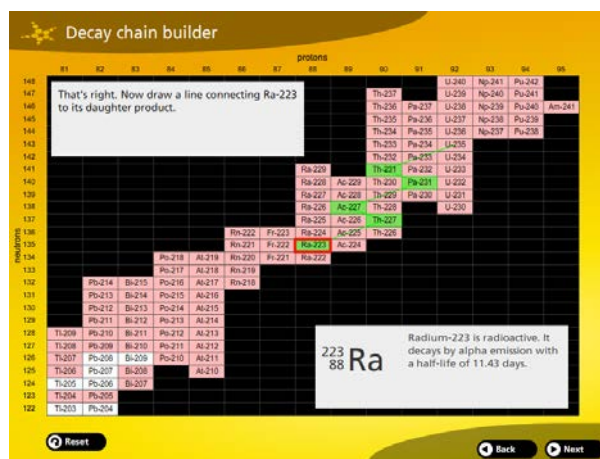 Decay chain builder
protons
81 82 83 84 85 86 87 88 89 90 91 92 93 94 95
That's right. Now draw a line connecting Ra-223
to its daughter product.
neutrons
148 U-240 Np-241 Pu-242
147 Th-237 U-239 Np-240 Pu-241
146 Th-236 Pa-237 U-238 Np-239 Pu-240 Am-241
145 Th-235 Pa-236 U-237 Np-238 Pu-239
144 Th-234 Pa-235 U-236 Np-237 Pu-238
143 Th-233 Pa-234 U-235
142 Th-232 Pa-233 U-234
141 Ra-229 Th-231 Pa-232 U-233
140 Ra-228 Ac-229 Th-230 Pa-231 U-232
139 Ra-227 Ac-228 Th-229 Pa-230 U-231
138 Ra-226 Ac-227 Th-228 U-230
137 Ra-225 Ac-226 Th-227
136 Rn-222 Fr-223 Ra-224 Ac-225 Th-226
135 Rn-221 Fr-222 Ra-223 Ac-224
134 Po-218 At-219 Rn-220 Fr-221 Ra-222
133 Po-217 At-218 Rn-219
132 Pb-214 Bi-215 Po-216 At-217 Rn-218
131 Pb-213 Bi-214 Po-215 At-216
130 Pb-212 Bi-213 Po-214 At-215
129 Pb-211 Bi-212 Po-213 At-214
128 Tl-209 Pb-210 Bi-211 Po-212 At-213
127 Tl-208 Pb-209 Bi-210 Po-211 At-212
126 Tl-207 Pb-208 Bi-209 Po-210 At-211
125 Tl-206 Pb-207 Bi-208 At-210
124 Tl-205 Pb-206 Bi-207
123 Tl-204 Pb-205
122 Tl-203 Pb-204
223
88 Ra
Radium-223 is radioactive. It
decays by alpha emission with
a half-life of 11.43 days.
Reset
Back
Next